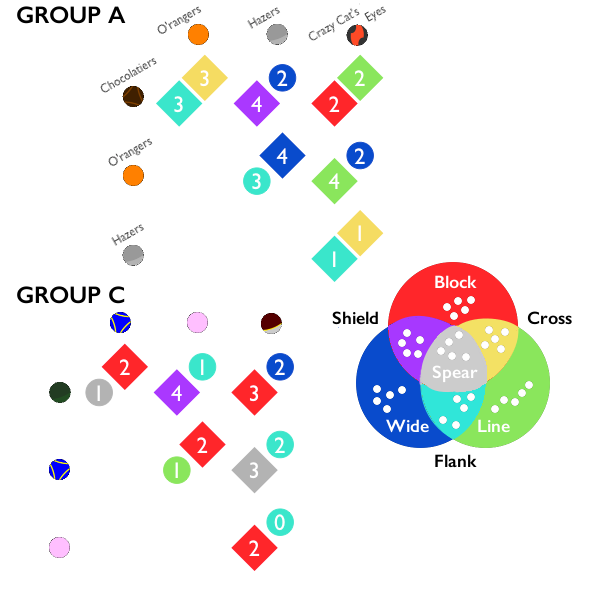 GROUP A
O'rangers
Hazers
Crazy Cat's Eyes
Chocolatiers
3
3
2
4
2
2
O'rangers
4
3
2
4
Hazers
1
1
GROUP C
2
1
1
4
2
3
2
1
2
3
0
2
Block
Shield
Cross
Spear
Wide
Line
Flank